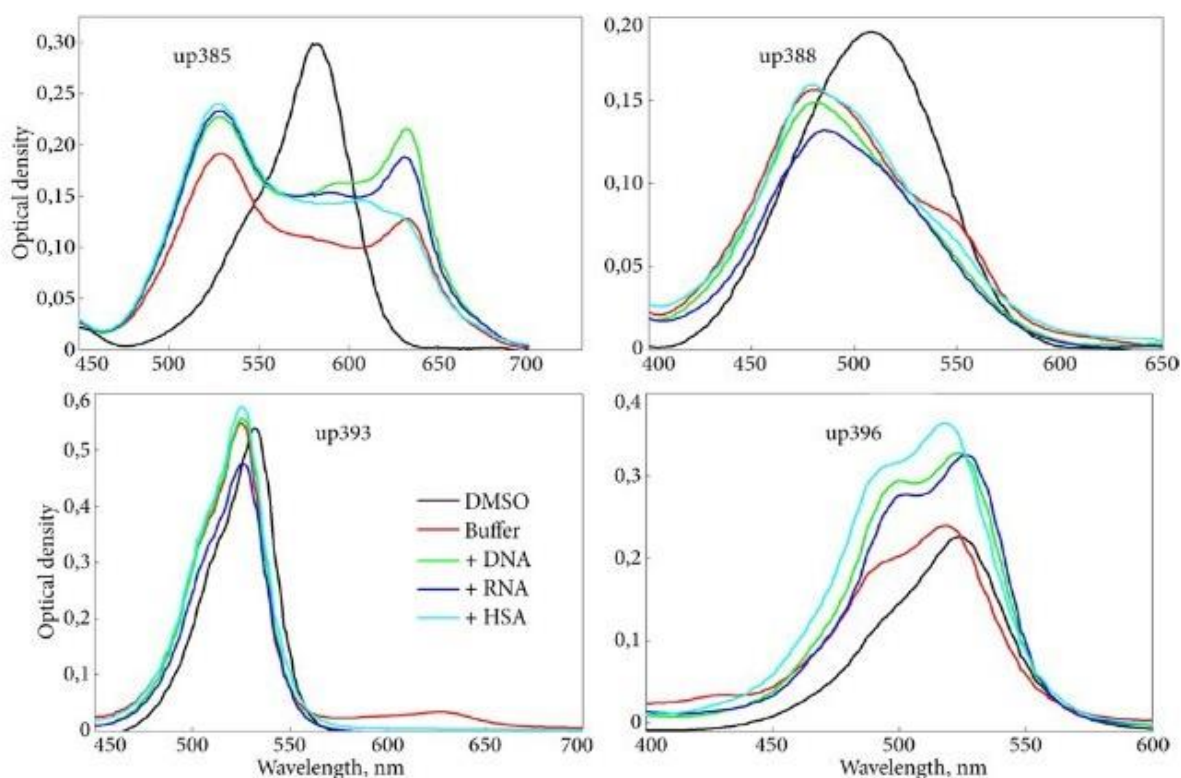 up385
0,30
0,25
0,20
0,15
0,10
0,05
0
Optical density
450 500 550 600 650 700
up388
0,20
0,15
0,10
0,05
0
400 450 500 550 600 650
up393
0,6
0,5
0,4
0,3
0,2
0,1
0
Optical density
DMSO
Buffer
+ DNA
+ RNA
+ HSA
450 500 550 600 650 700
Wavelength, nm
up396
0,4
0,3
0,2
0,1
0
400 450 500 550 600
Wavelength, nm